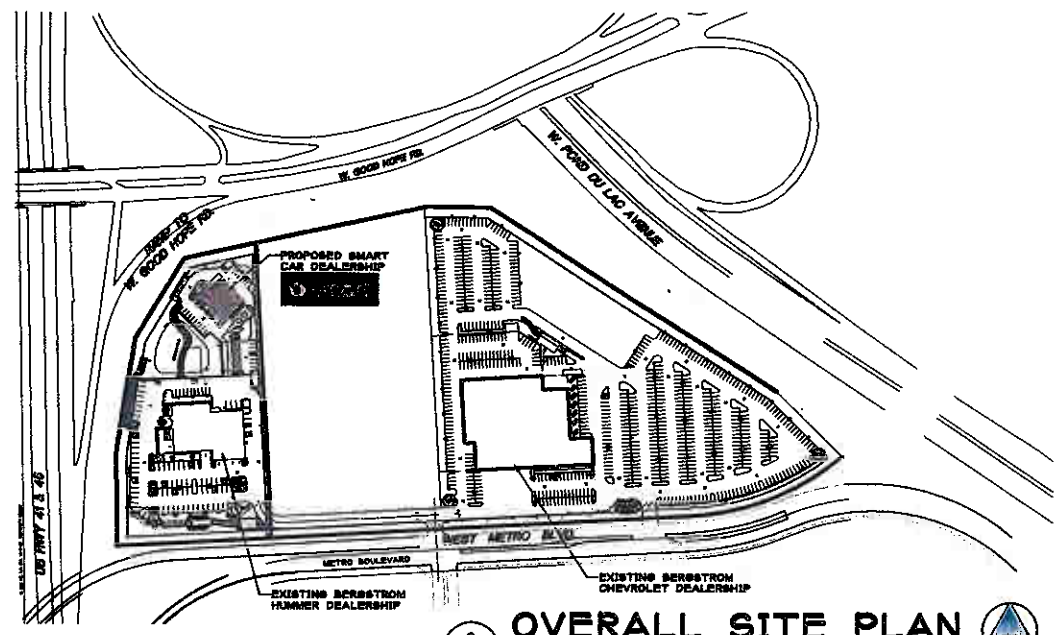 W. GOOD HOPE RD.
W. FOND DU LAC AVENUE
RAMP TO
W. GOOD HOPE RD.
PROPOSED SMART
CAR DEALERSHIP
US HWY 41 & 45
WEST METRO BLVD.
METRO BOULEVARD
EXISTING BERGSTROM
HUMMER DEALERSHIP
EXISTING BERGSTROM
CHEVROLET DEALERSHIP
OVERALL SITE PLAN